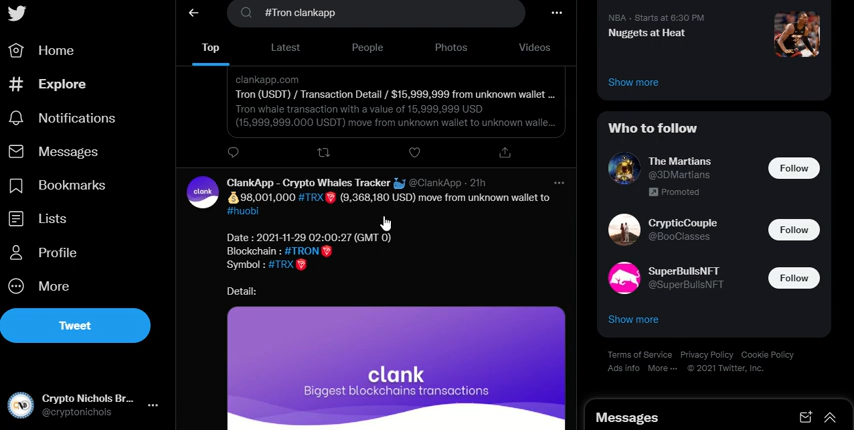 Home
Explore
Notifications
Messages
Bookmarks
Lists
Profile
More
Tweet
Crypto Nichols Br...
@cryptonichols
#Tron clankapp
Top
Latest
People
Photos
Videos
clankapp.com
Tron (USDT) / Transaction Detail / $15,999,999 from unknown wallet ...
Tron whale transaction with a value of 15,999,999 USD
(15,999,999.000 USDT) move from unknown wallet to unknown walle...
clank
ClankApp - Crypto Whales Tracker 🐳 @ClankApp · 21h
💰98,001,000 #TRX (9,368,180 USD) move from unknown wallet to
#huobi
Date : 2021-11-29 02:00:27 (GMT 0)
Blockchain : #TRON
Symbol : #TRX
Detail:
clank
Biggest blockchains transactions
NBA · Starts at 6:30 PM
Nuggets at Heat
Show more
Who to follow
The Martians
@3DMartians
Promoted
Follow
CrypticCouple
@BooClasses
Follow
SuperBullsNFT
@SuperBullsNFT
Follow
Show more
Terms of Service Privacy Policy Cookie Policy
Ads info More ··· © 2021 Twitter, Inc.
Messages